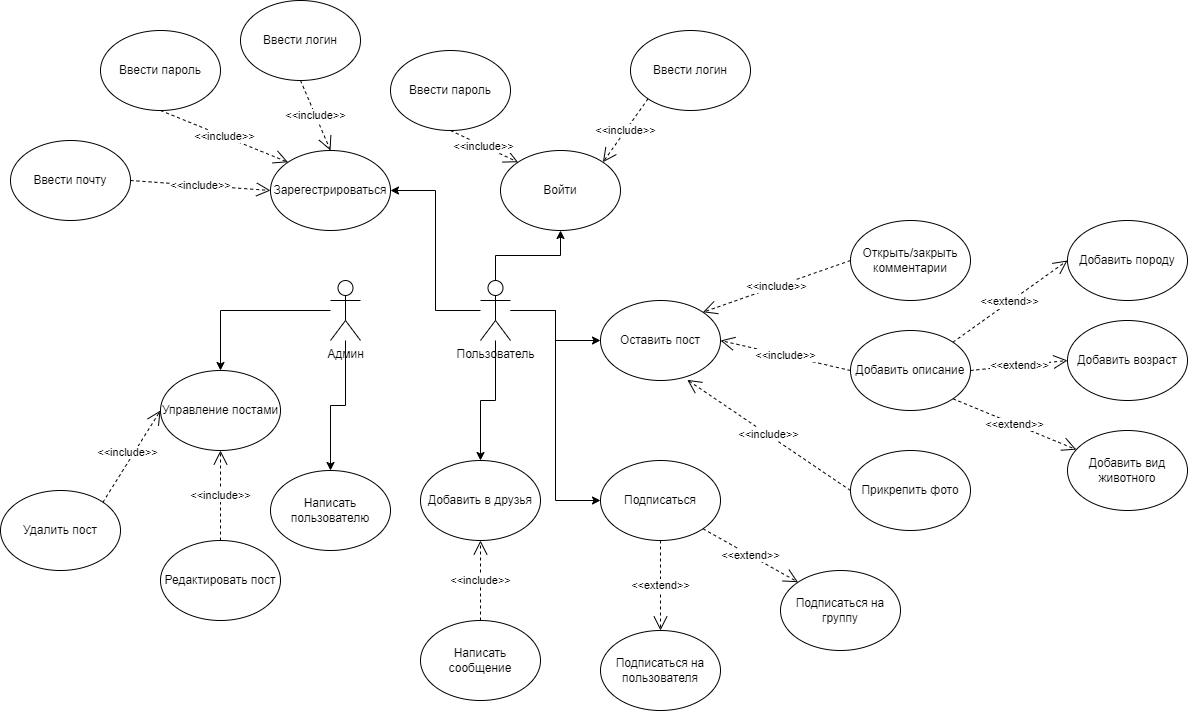 Ввести логин
Ввести пароль
Ввести логин
Ввести пароль
<<include>>
<<include>>
<<include>>
<<include>>
Ввести почту
<<include>>
Зарегестрироваться
Войти
Открыть/закрыть
комментарии
Добавить породу
<<include>>
<<extend>>
Админ
Пользователь
Оставить пост
<<include>>
Добавить описание
<<extend>>
Добавить возраст
Управление постами
<<extend>>
<<include>>
<<include>>
Добавить вид
животного
<<include>>
Написать
пользователю
Добавить в друзья
Подписаться
Прикрепить фото
Удалить пост
<<extend>>
Редактировать пост
<<include>>
<<extend>>
Подписаться на
группу
Написать
сообщение
Подписаться на
пользователя